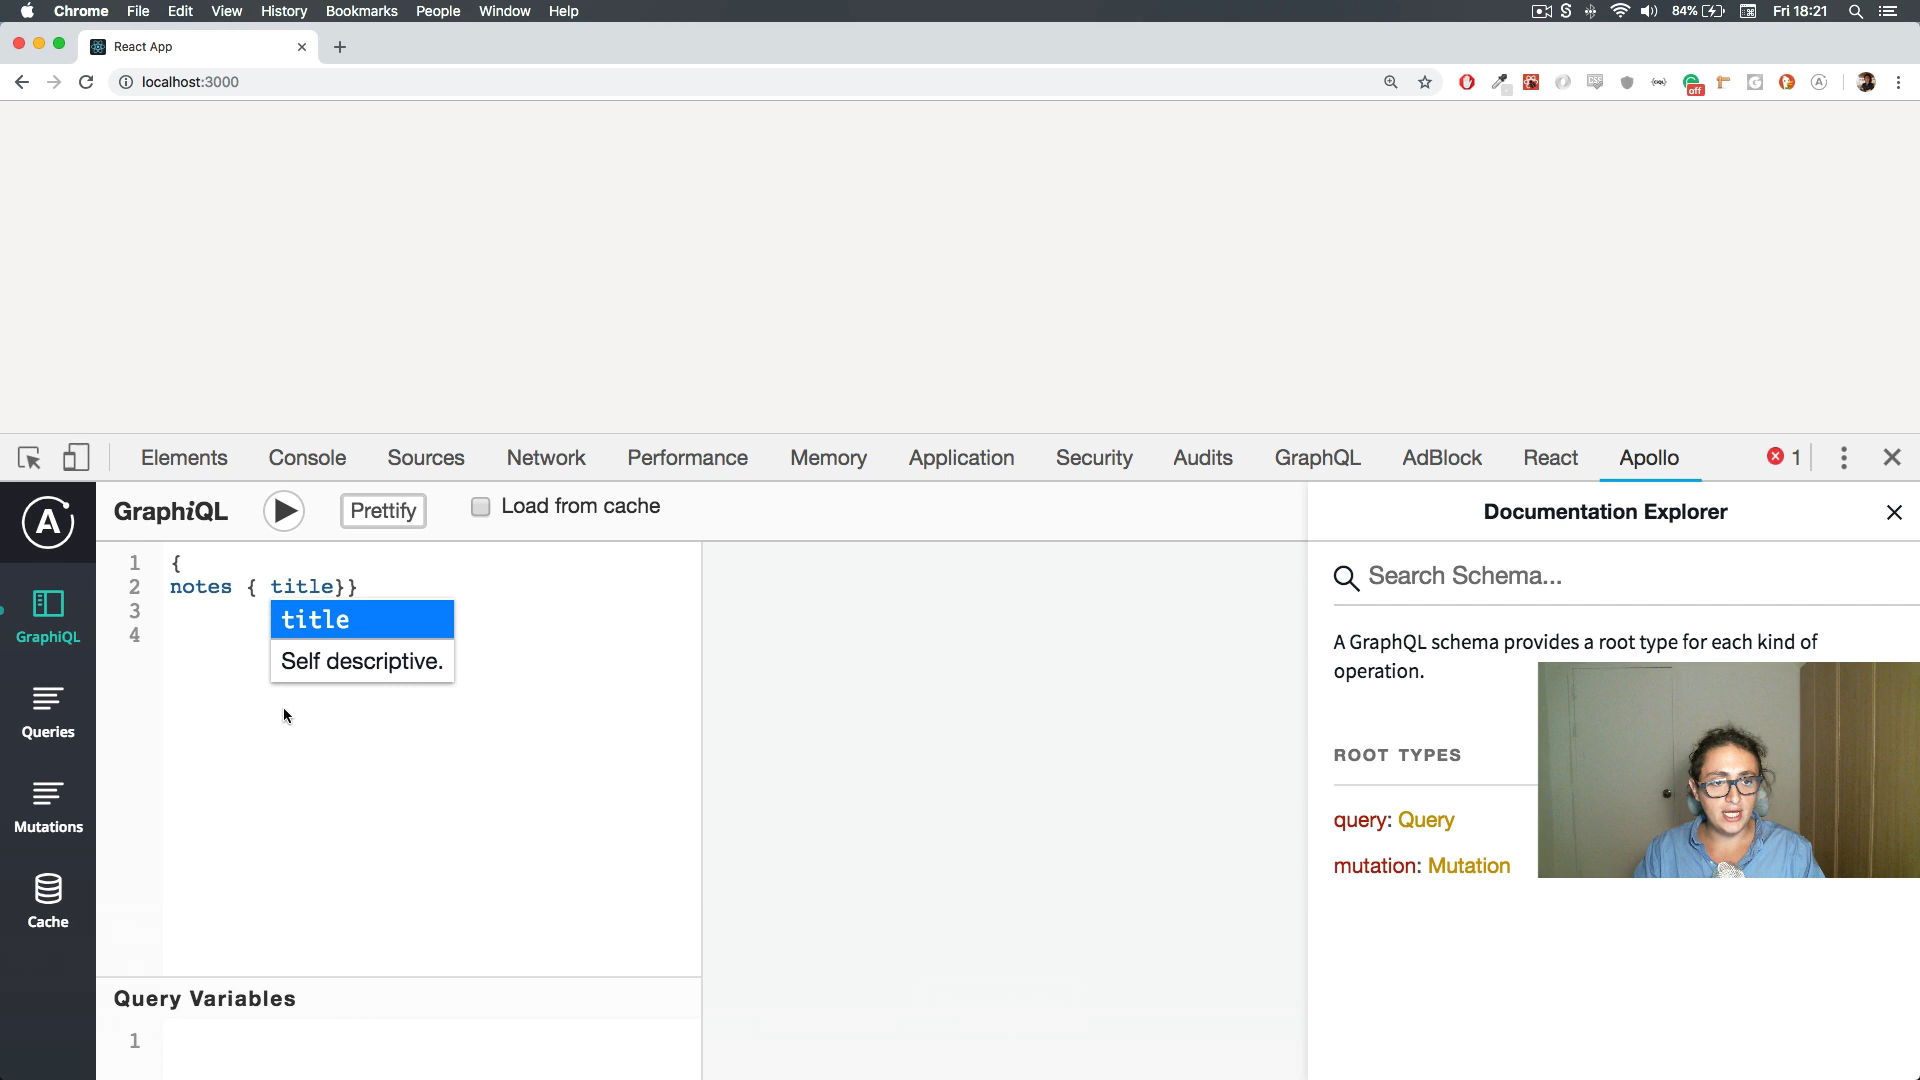 Chrome File Edit View History Bookmarks People Window Help 84% Fri 18:21
React App
localhost:3000
off
Elements Console Sources Network Performance Memory Application Security Audits GraphQL AdBlock React Apollo 1
GraphiQL Prettify Load from cache
Documentation Explorer
1 {
2 notes { title}}
3
4
title
Self descriptive.
GraphiQL
Queries
Mutations
Cache
Search Schema...
A GraphQL schema provides a root type for each kind of
operation.
ROOT TYPES
query: Query
mutation: Mutation
Query Variables
1